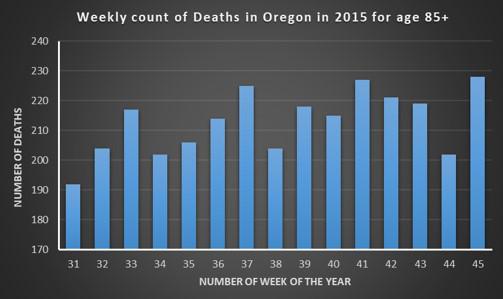 Weekly count of Deaths in Oregon in 2015 for age 85+
NUMBER OF DEATHS
240
230
220
210
200
190
180
170
31 32 33 34 35 36 37 38 39 40 41 42 43 44 45
NUMBER OF WEEK OF THE YEAR